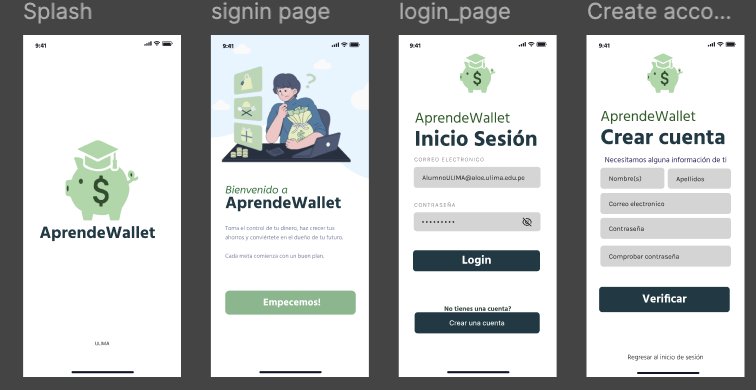 Splash
signin page
login_page
Create acco...
9:41
AprendeWallet
ULIMA
9:41
?
Bienvenido a
AprendeWallet
Toma el control de tu dinero, haz crecer tus
ahorros y conviértete en el dueño de tu futuro.
Cada meta comienza con un buen plan.
Empecemos!
9:41
$
AprendeWallet
Inicio Sesión
CORREO ELECTRONICO
AlumnoULIMA@aloe.ulima.edu.pe
CONTRASEÑA
Login
No tienes una cuenta?
Crear una cuenta
9:41
$
AprendeWallet
Crear cuenta
Necesitamos alguna información de ti
Nombre(s)
Apellidos
Correo electronico
Contraseña
Comprobar contraseña
Verificar
Regresar al inicio de sesión